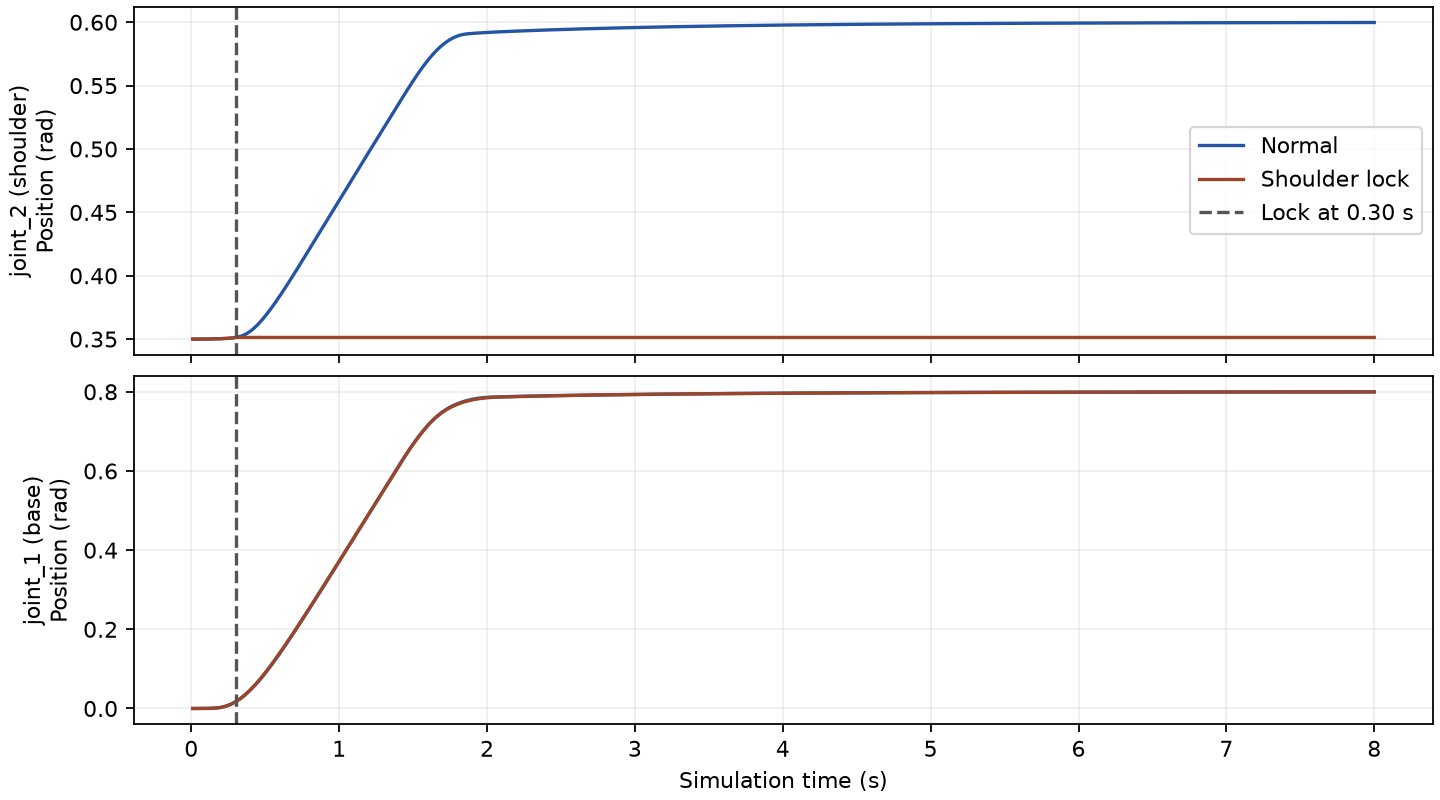 joint_2 (shoulder)
Position (rad)
0.60
0.55
0.50
0.45
0.40
0.35
Normal
Shoulder lock
Lock at 0.30 s
joint_1 (base)
Position (rad)
0.8
0.6
0.4
0.2
0.0
0 1 2 3 4 5 6 7 8
Simulation time (s)